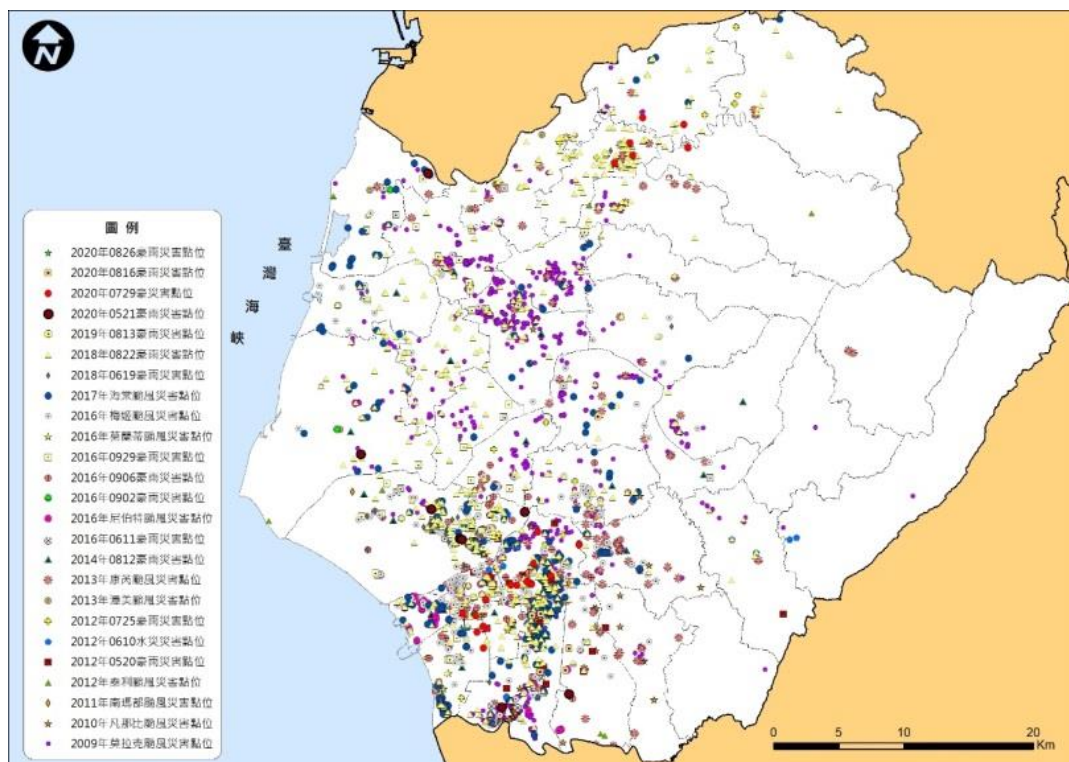 N
臺灣海峽
圖例
2020年0826豪雨災害點位
2020年0816豪雨災害點位
2020年0729豪災害點位
2020年0521豪雨災害點位
2019年0813豪雨災害點位
2018年0822豪雨災害點位
2018年0619豪雨災害點位
2017年海棠颱風災害點位
2016年梅姬颱風災害點位
2016年莫蘭蒂颱風災害點位
2016年0929豪雨災害點位
2016年0906豪雨災害點位
2016年0902豪雨災害點位
2016年尼伯特颱風災害點位
2016年0611豪雨災害點位
2014年0812豪雨災害點位
2013年康芮颱風災害點位
2013年潭美颱風災害點位
2012年0725豪雨災害點位
2012年0610水災災害點位
2012年0520豪雨災害點位
2012年泰利颱風災害點位
2011年南瑪都颱風災害點位
2010年凡那比颱風災害點位
2009年莫拉克颱風災害點位
0 5 10 20
Km